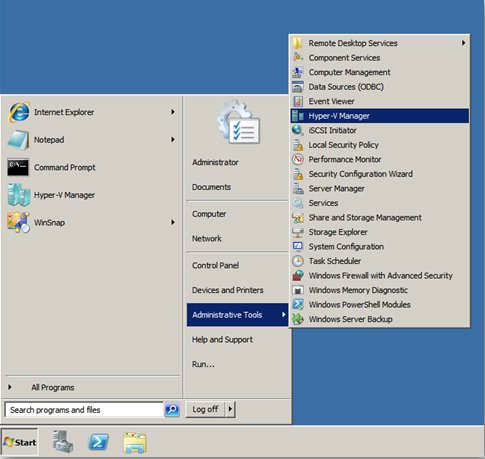 Internet Explorer
Notepad
Command Prompt
Hyper-V Manager
WinSnap
All Programs
Search programs and files
Administrator
Documents
Computer
Network
Control Panel
Devices and Printers
Administrative Tools
Help and Support
Run...
Log off
Remote Desktop Services
Component Services
Computer Management
Data Sources (ODBC)
Event Viewer
Hyper-V Manager
iSCSI Initiator
Local Security Policy
Performance Monitor
Security Configuration Wizard
Server Manager
Services
Share and Storage Management
Storage Explorer
System Configuration
Task Scheduler
Windows Firewall with Advanced Security
Windows Memory Diagnostic
Windows PowerShell Modules
Windows Server Backup
Start